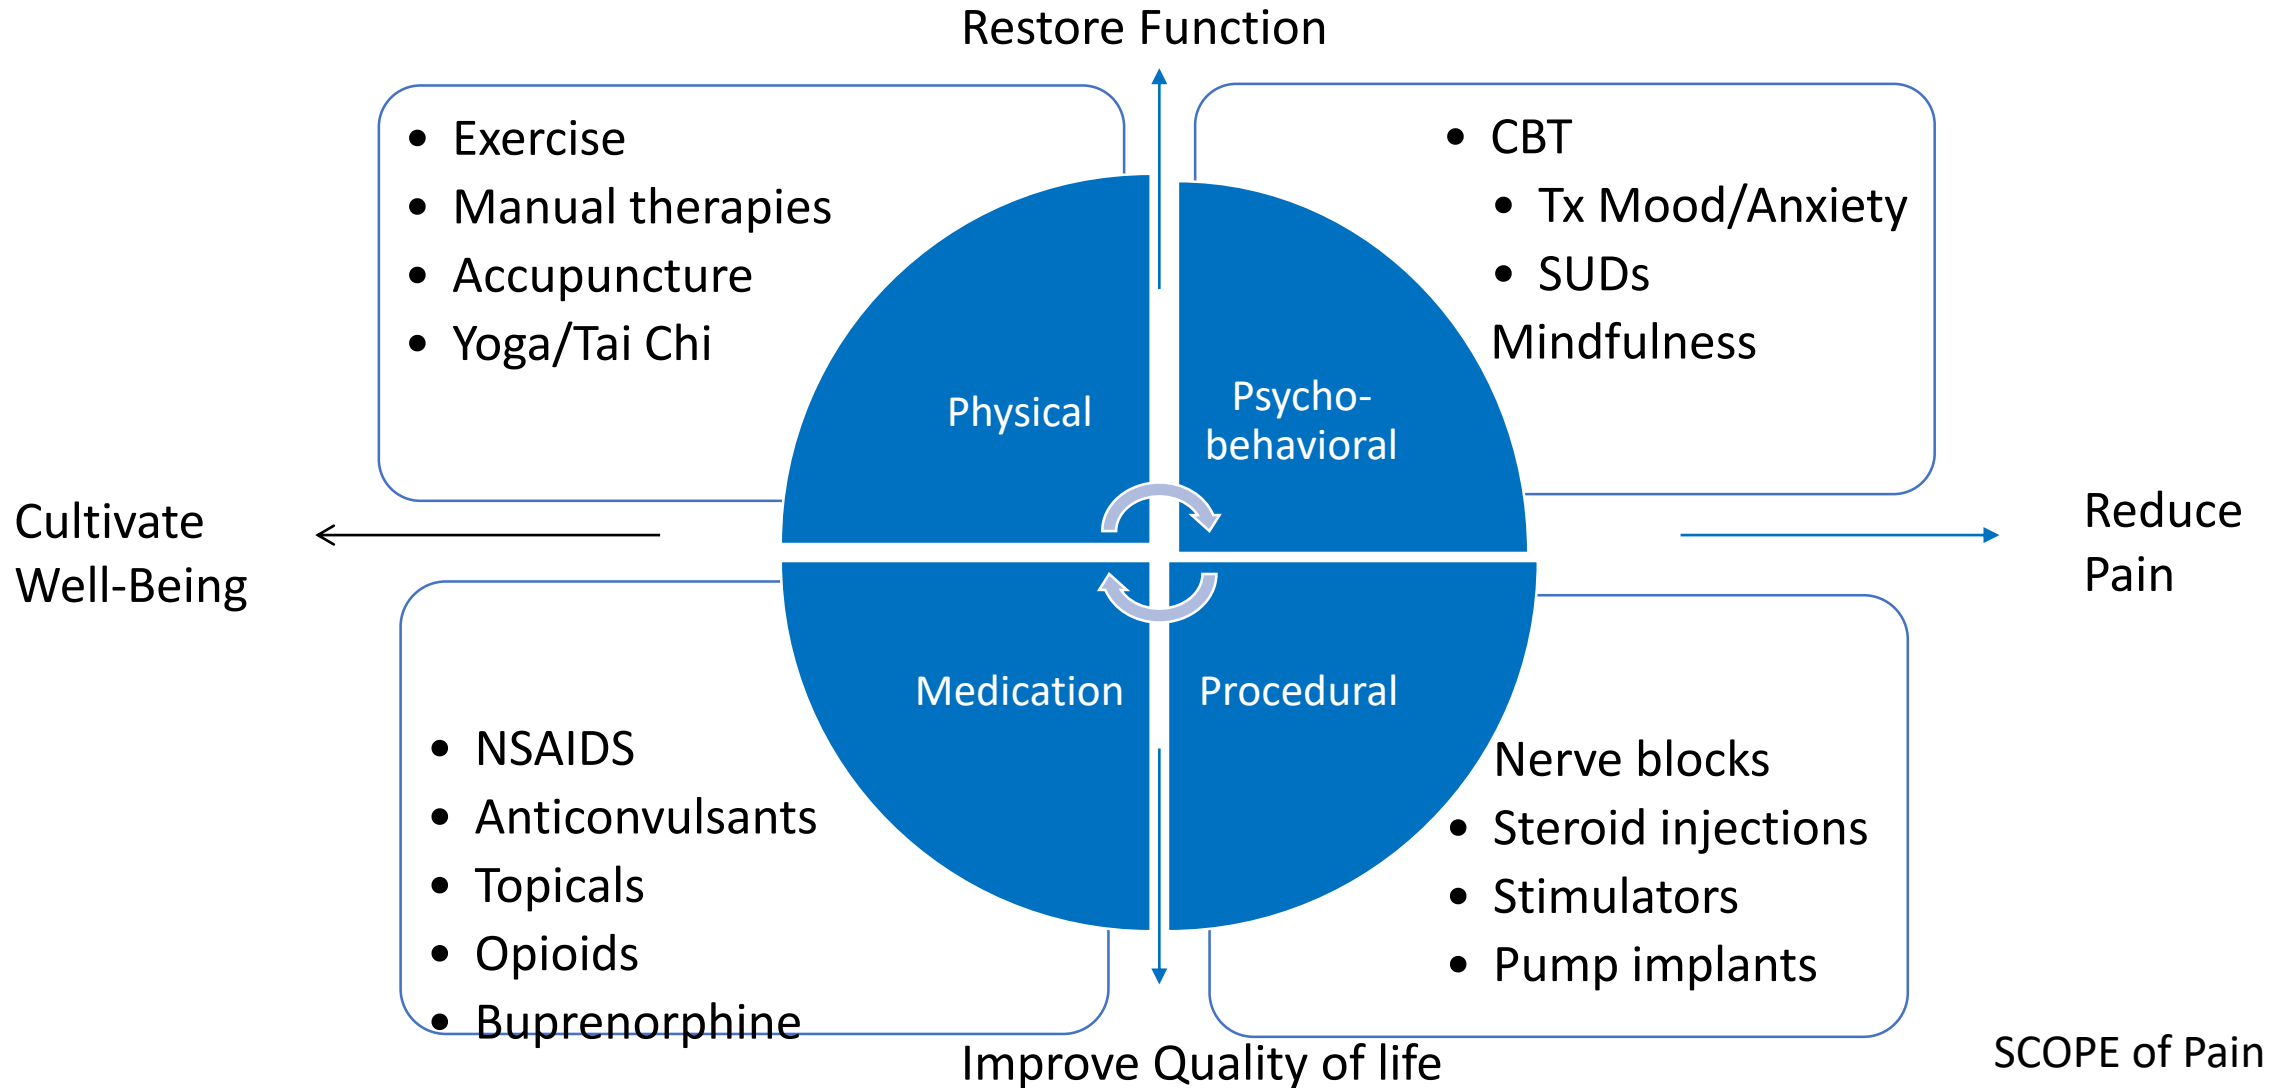 Restore Function
• Exercise
• Manual therapies
• Accupuncture
• Yoga/Tai Chi
• CBT
• Tx Mood/Anxiety
• SUDs
Mindfulness
Physical
Psycho-
behavioral
Cultivate
Well-Being
Reduce
Pain
Medication
Procedural
• NSAIDS
• Anticonvulsants
• Topicals
• Opioids
• Buprenorphine
Nerve blocks
• Steroid injections
• Stimulators
• Pump implants
Improve Quality of life
SCOPE of Pain